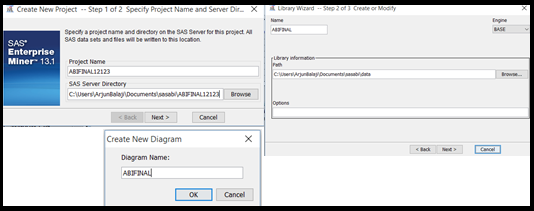 Create New Project -- Step 1 of 2 Specify Project Name and Server Dir...
SAS®
Enterprise
Miner™ 13.1
Specify a project name and directory on the SAS Server for this project. All
SAS data sets and files will be written to this location.
Project Name
ABIFINAL12123
SAS Server Directory
C:\Users\ArjunBalaji\Documents\sasabi\ABIFINAL12123
Browse
< Back
Next >
Cancel
Create New Diagram
Diagram Name:
ABIFINAL
OK
Cancel
Library Wizard -- Step 2 of 3 Create or Modify
Name
Engine
ABIFINAL
BASE
Library information
Path
C:\Users\ArjunBalaji\Documents\sasabi\data
Browse...
Options
< Back
Next >
Cancel